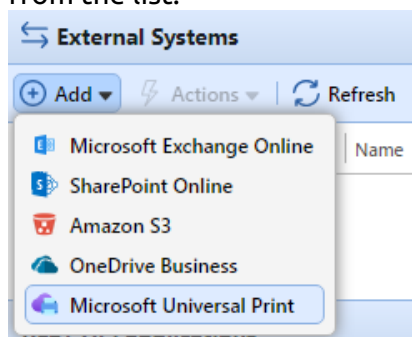 from the list.
External Systems
Add Actions Refresh
Microsoft Exchange Online Name
SharePoint Online
Amazon S3
OneDrive Business
Microsoft Universal Print